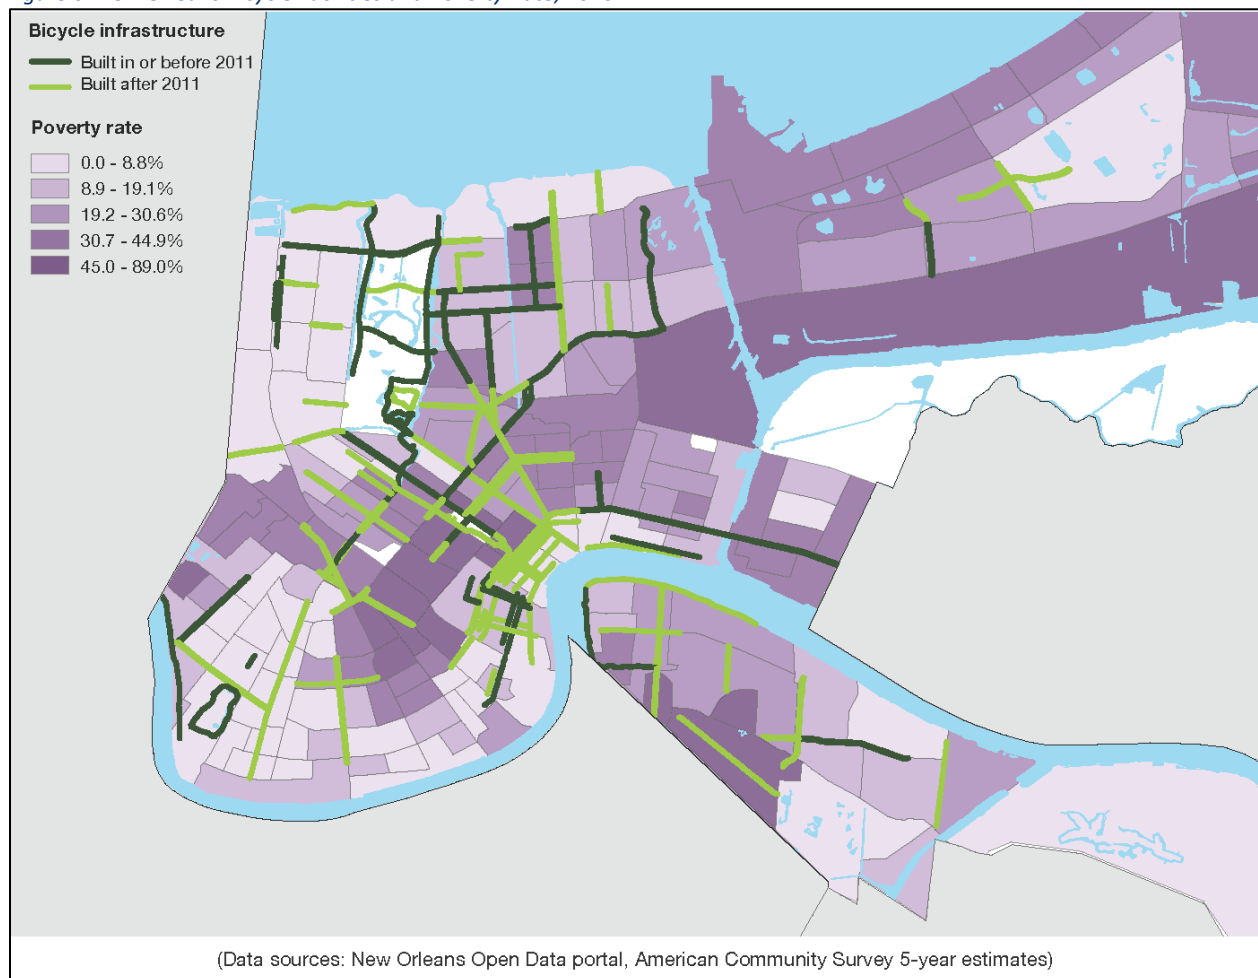 Bicycle infrastructure
Built in or before 2011
Built after 2011
Poverty rate
0.0 - 8.8%
8.9 - 19.1%
19.2 - 30.6%
30.7 - 44.9%
45.0 - 89.0%
(Data sources: New Orleans Open Data portal, American Community Survey 5-year estimates)